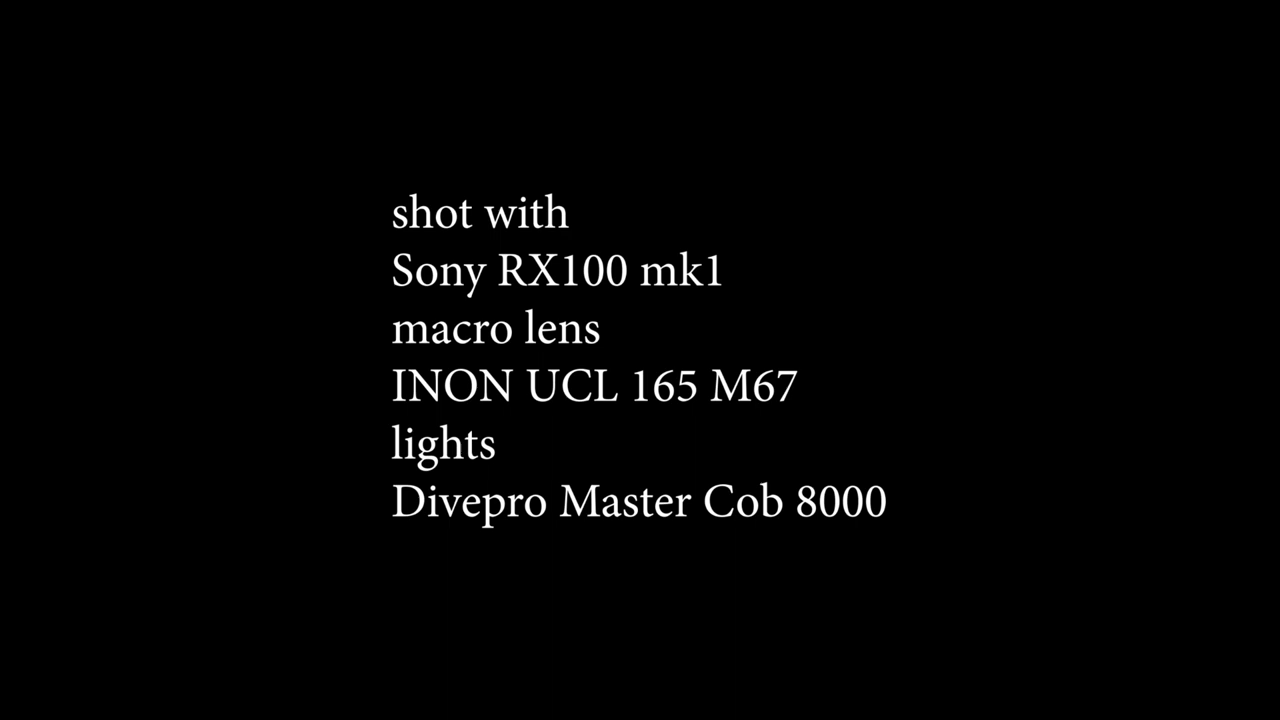 shot with
Sony RX100 mk1
macro lens
INON UCL 165 M67
lights
Divepro Master Cob 8000